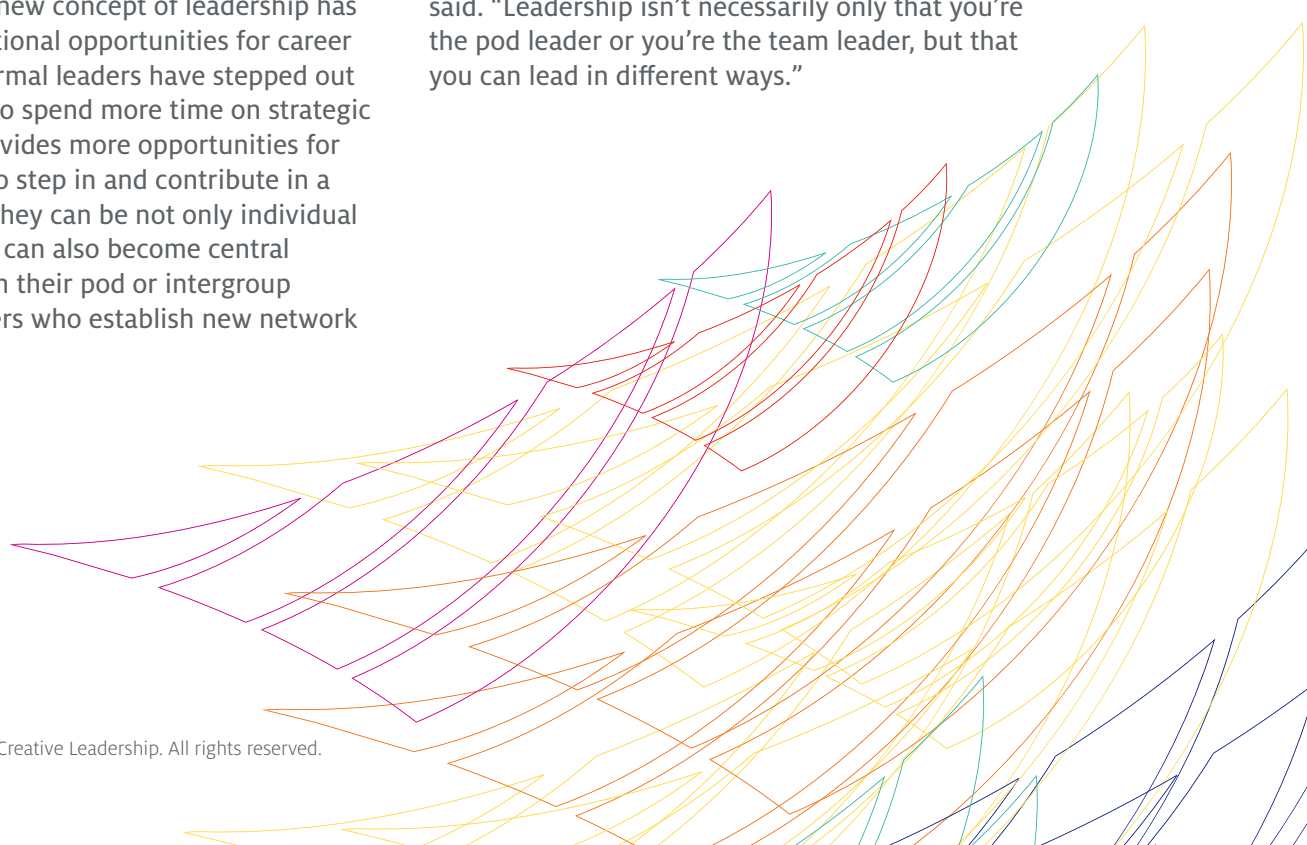 new concept of leadership has
tional opportunities for career
rmal leaders have stepped out
o spend more time on strategic
vides more opportunities for
o step in and contribute in a
hey can be not only individual
can also become central
n their pod or intergroup
ers who establish new network
said. “Leadership isn’t necessarily only that you’re
the pod leader or you’re the team leader, but that
you can lead in different ways.”
Creative Leadership. All rights reserved.